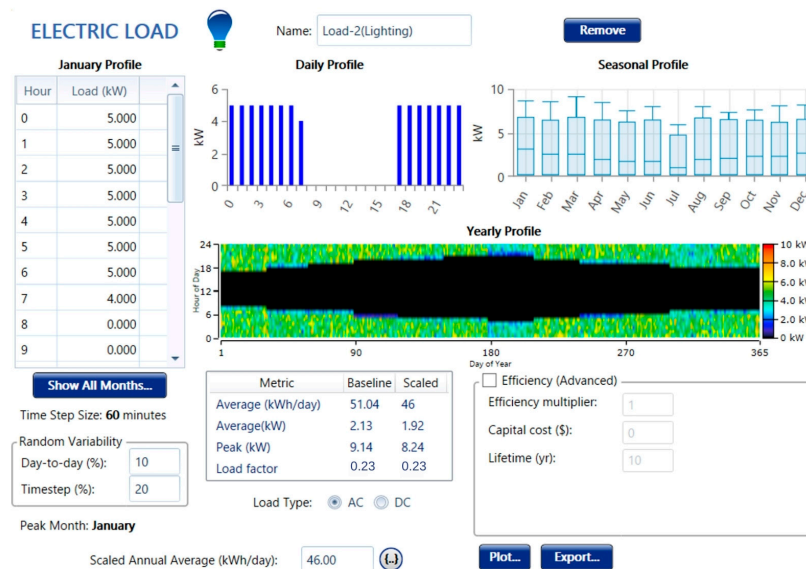 ELECTRIC LOAD
Name: Load-2(Lighting)
Remove
January Profile
Hour Load (kW)
0 5.000
1 5.000
2 5.000
3 5.000
4 5.000
5 5.000
6 5.000
7 4.000
8 0.000
9 0.000
Show All Months...
Time Step Size: 60 minutes
Random Variability
Day-to-day (%): 10
Timestep (%): 20
Peak Month: January
Scaled Annual Average (kWh/day): 46.00 {..}
Daily Profile
kW
6
4
2
0
0 3 6 9 12 15 18 21
Seasonal Profile
kW
10
5
0
Jan Feb Mar Apr May Jun Jul Aug Sep Oct Nov Dec
Yearly Profile
Hour of Day
24
18
12
6
0
1 90 180 270 365
Day of Year
10 kW
8.0 kW
6.0 kW
4.0 kW
2.0 kW
0 kW
Metric Baseline Scaled
Average (kWh/day) 51.04 46
Average(kW) 2.13 1.92
Peak (kW) 9.14 8.24
Load factor 0.23 0.23
Load Type: AC DC
Efficiency (Advanced)
Efficiency multiplier: 1
Capital cost ($): 0
Lifetime (yr): 10
Plot... Export...